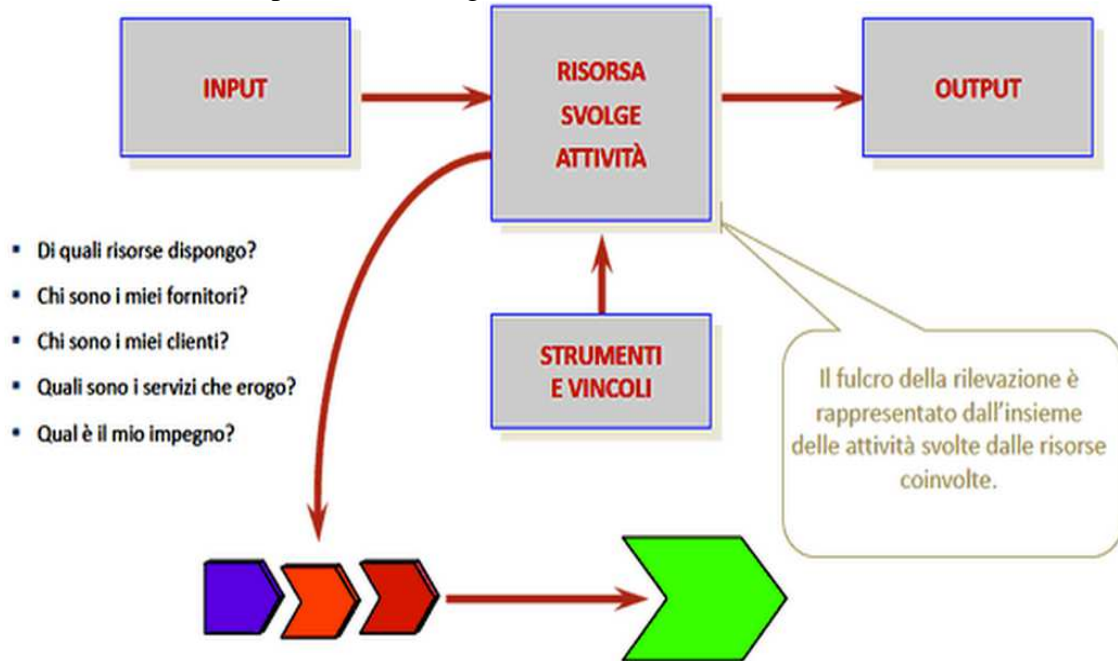 INPUT
RISORSA
SVOLGE
ATTIVITÀ
OUTPUT
▪ Di quali risorse dispongo?
▪ Chi sono i miei fornitori?
▪ Chi sono i miei clienti?
▪ Quali sono i servizi che erogo?
▪ Qual è il mio impegno?
STRUMENTI
E VINCOLI
Il fulcro della rilevazione è
rappresentato dall'insieme
delle attività svolte dalle risorse
coinvolte.